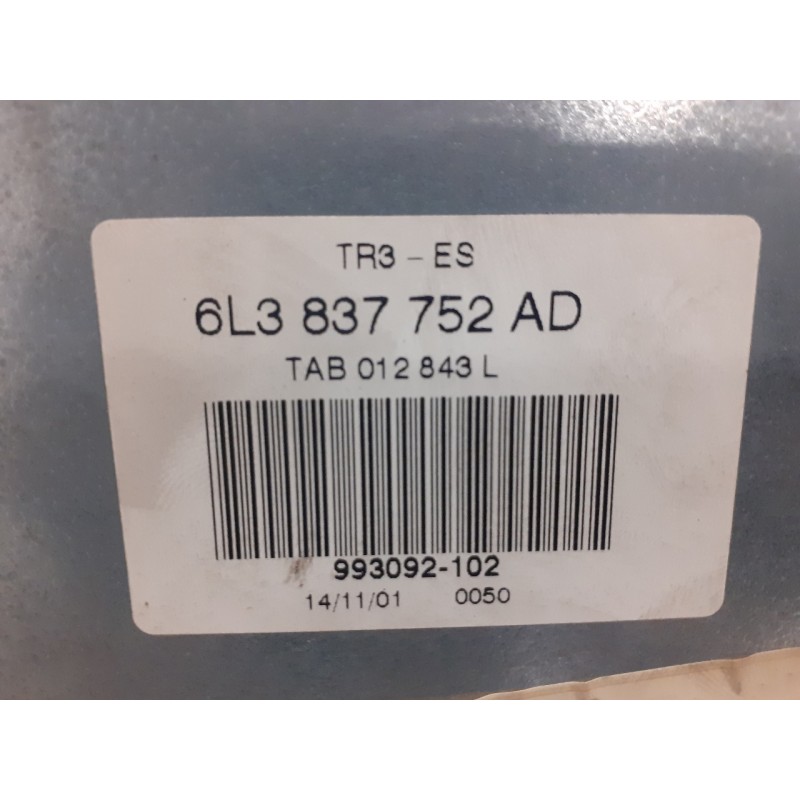 TR3 - ES
6L3 837 752 AD
TAB 012 843 L
993092-102
14/11/01 0050